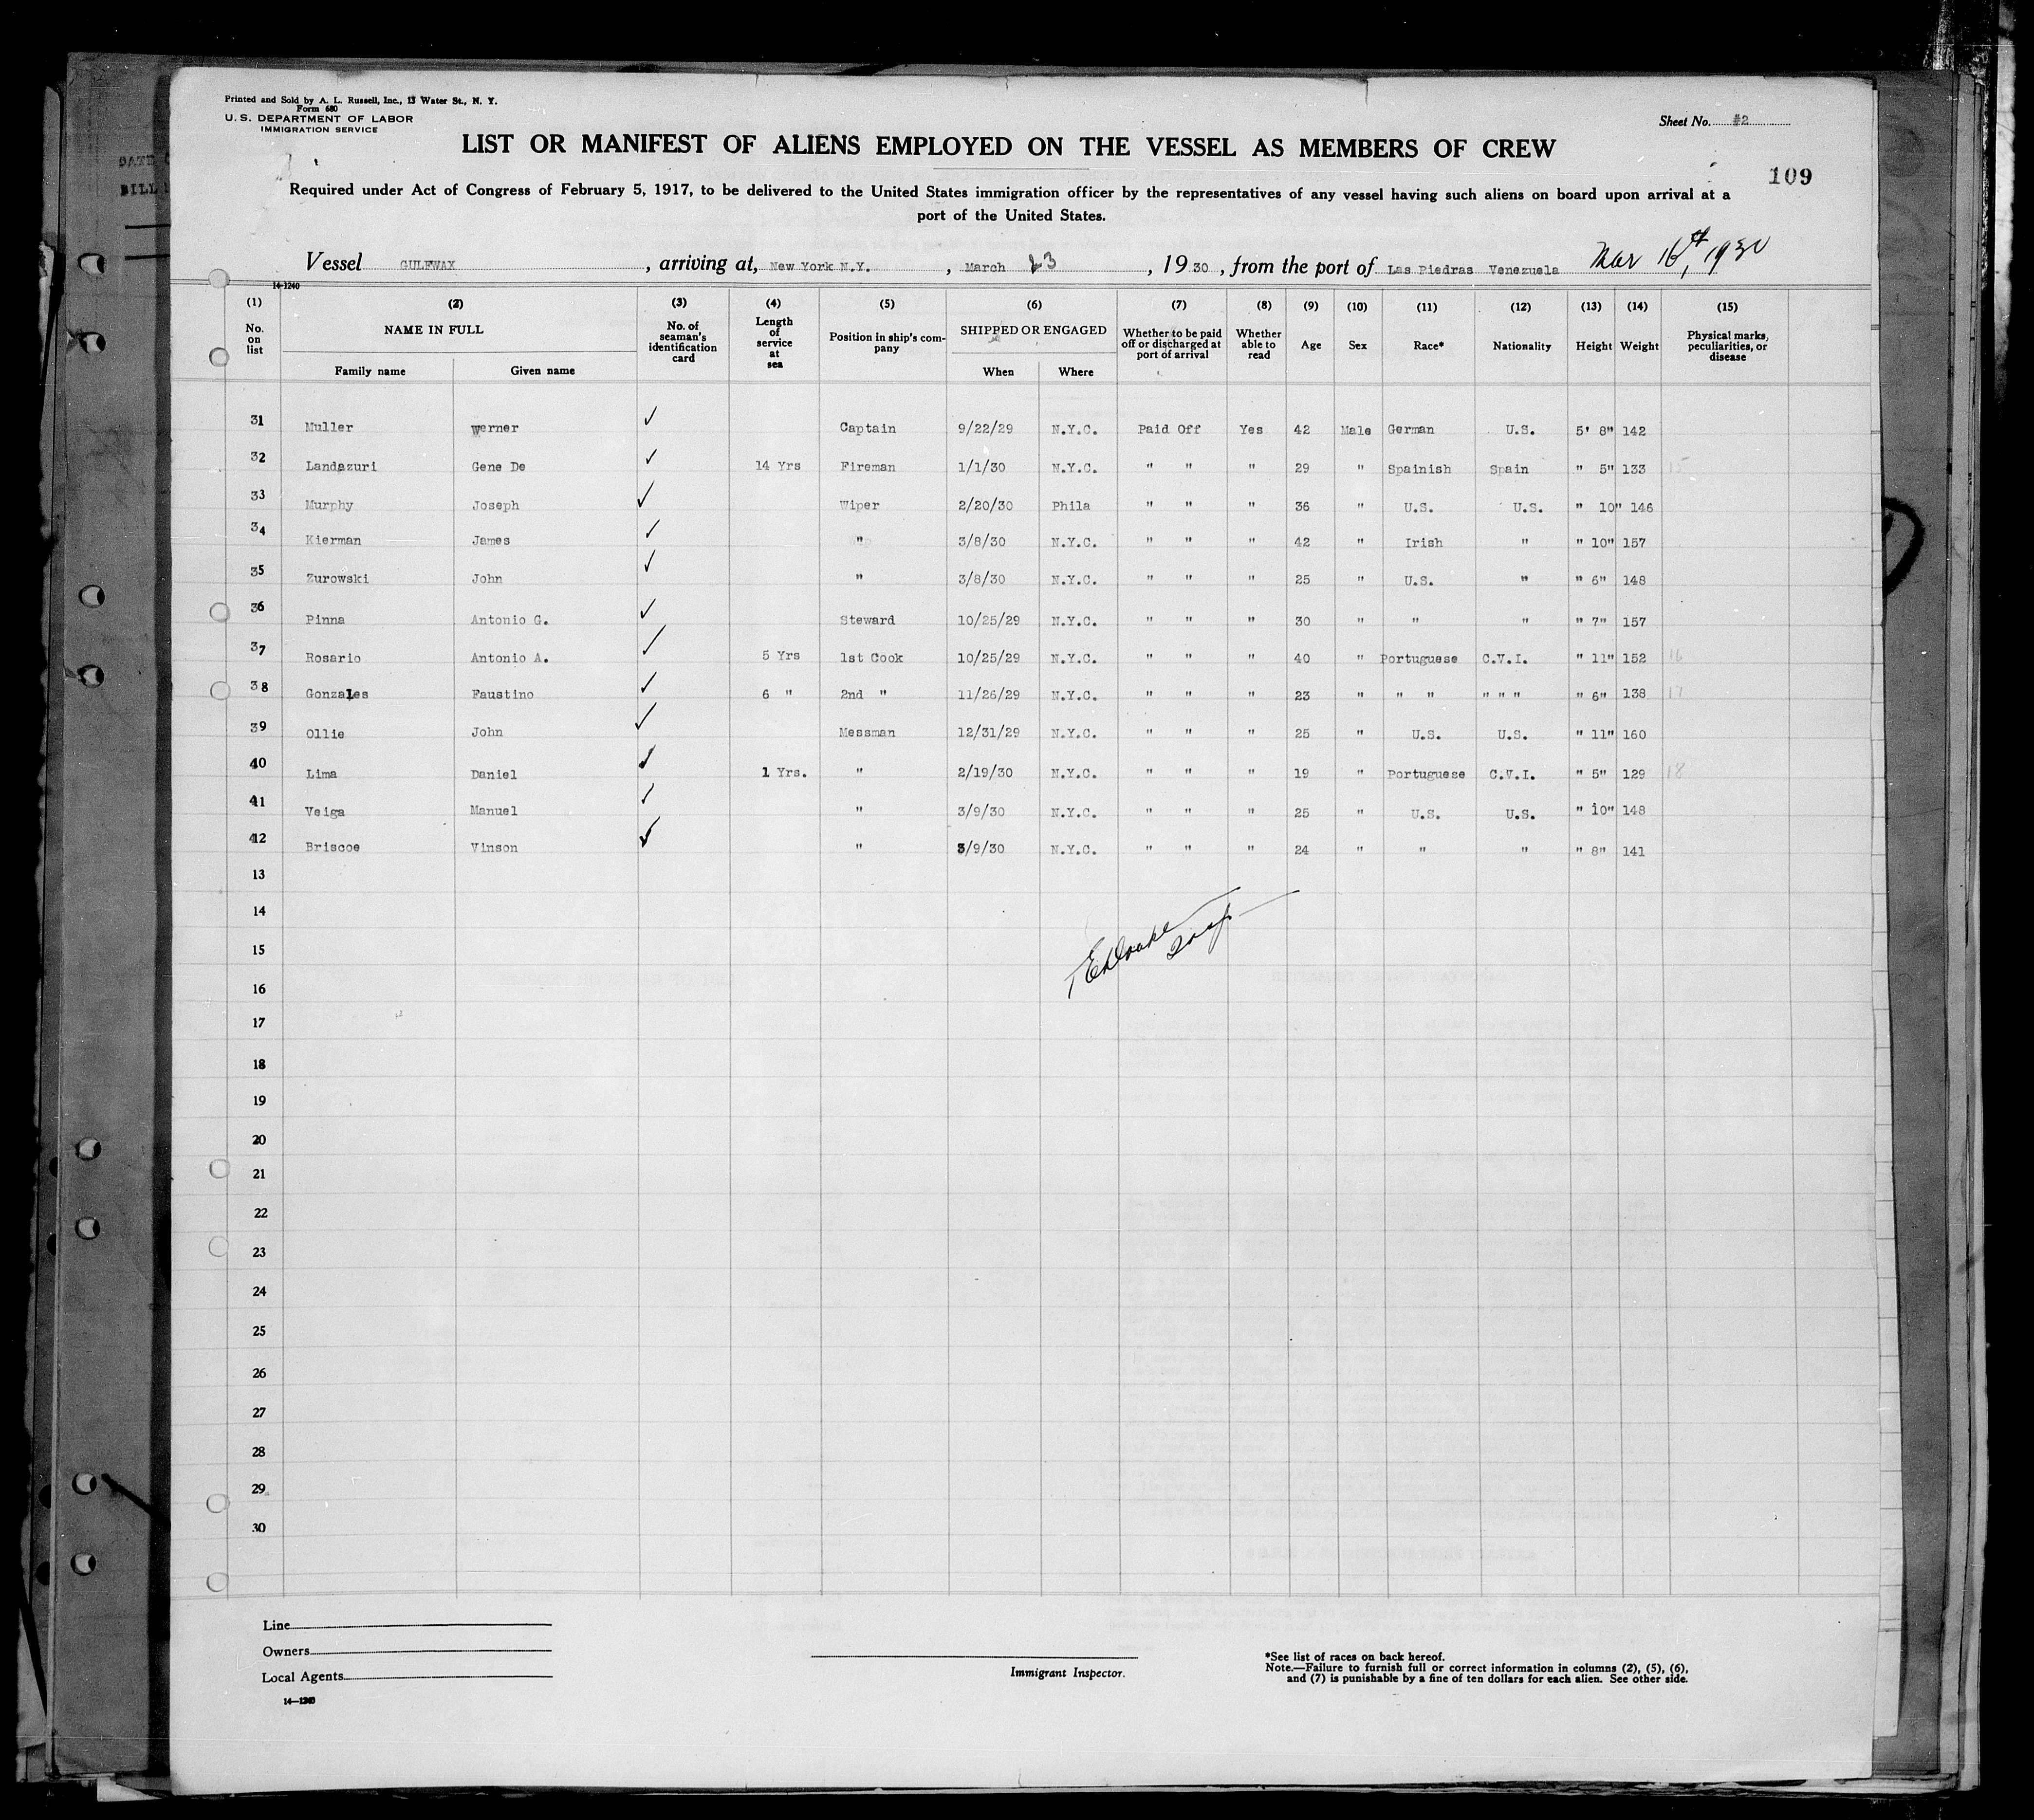 Printed and Sold by A. L. Russell, Inc., 13 Water St., N. Y.
Form 680
U. S. DEPARTMENT OF LABOR
IMMIGRATION SERVICE
Sheet No. #2
LIST OR MANIFEST OF ALIENS EMPLOYED ON THE VESSEL AS MEMBERS OF CREW
109
Required under Act of Congress of February 5, 1917, to be delivered to the United States immigration officer by the representatives of any vessel having such aliens on board upon arrival at a
port of the United States.
Vessel GULFWAX, arriving at, New York N.Y., March 23, 1930, from the port of Las Piedras Venezuela Mar 16th, 1930
14-1240
(1) (2) (3) (4) (5) (6) (7) (8) (9) (10) (11) (12) (13) (14) (15)
No. on list NAME IN FULL Family name Given name No. of seaman's identification card Length of service at sea Position in ship's company SHIPPED OR ENGAGED When Where Whether to be paid off or discharged at port of arrival Whether able to read Age Sex Race* Nationality Height Weight Physical marks, peculiarities, or disease
31 Muller Werner ✓ Captain 9/22/29 N.Y.C. Paid Off Yes 42 Male German U.S. 5' 8" 142
32 Landazuri Gene De ✓ 14 Yrs Fireman 1/1/30 N.Y.C. " " " 29 " Spainish Spain " 5" 133 15
33 Murphy Joseph ✓ Wiper 2/20/30 Phila " " " 36 " U.S. U.S. " 10" 146
34 Kierman James ✓ " 3/8/30 N.Y.C. " " " 42 " Irish " " 10" 157
35 Zurowski John ✓ " 3/8/30 N.Y.C. " " " 25 " U.S. " " 6" 148
36 Pinna Antonio G. ✓ Steward 10/25/29 N.Y.C. " " " 30 " " " " 7" 157
37 Rosario Antonio A. ✓ 5 Yrs 1st Cook 10/25/29 N.Y.C. " " " 40 " Portuguese C.V.I. " 11" 152 16
38 Gonzales Faustino ✓ 6 " 2nd " 11/26/29 N.Y.C. " " " 23 " " " " " " " 6" 138 17
39 Ollie John ✓ Messman 12/31/29 N.Y.C. " " " 25 " U.S. U.S. " 11" 160
40 Lima Daniel ✓ 1 Yrs. " 2/19/30 N.Y.C. " " " 19 " Portuguese C.V.I. " 5" 129 18
41 Veiga Manuel ✓ " 3/9/30 N.Y.C. " " " 25 " U.S. U.S. " 10" 148
42 Briscoe Vinson ✓ " 3/9/30 N.Y.C. " " " 24 " " " " 8" 141
13
14
15
16
17
18
19
20
21
22
23
24
25
26
27
28
29
30
Line
Owners
Local Agents
14-1240
Immigrant Inspector.
*See list of races on back hereof.
Note.—Failure to furnish full or correct information in columns (2), (5), (6),
and (7) is punishable by a fine of ten dollars for each alien. See other side.